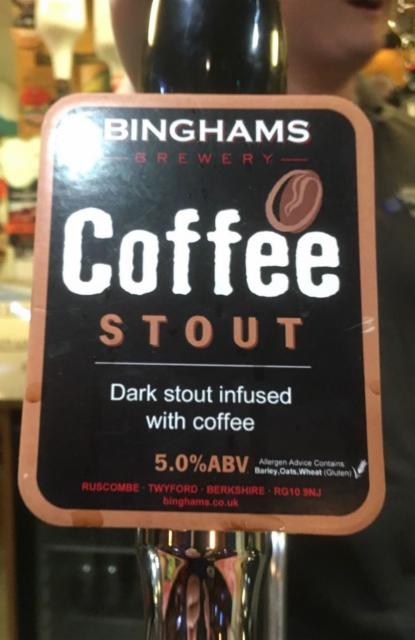 BINGHAMS
BREWERY
Coffee
STOUT
Dark stout infused
with coffee
5.0%ABV
Allergen Advice Contains:
Barley,Oats,Wheat (Gluten)
RUSCOMBE · TWYFORD · BERKSHIRE · RG10 9NJ
binghams.co.uk